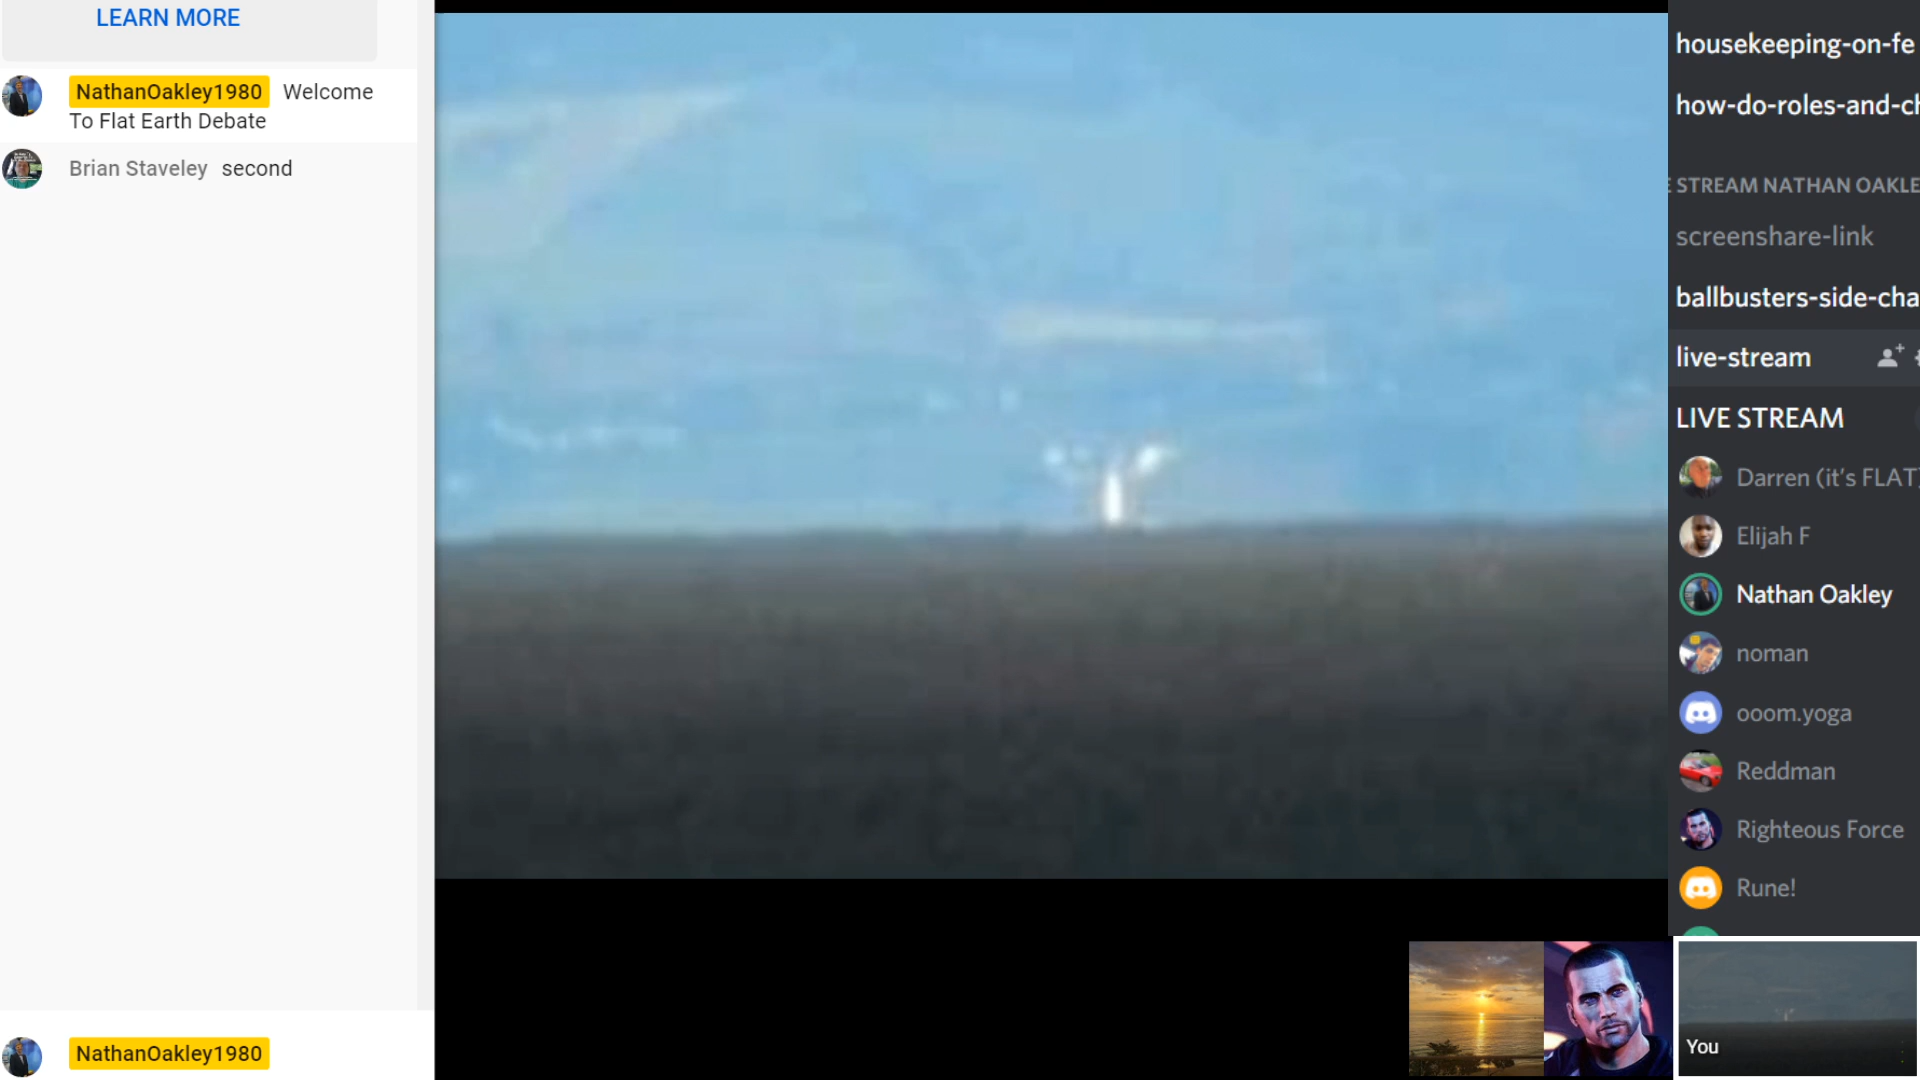 LEARN MORE
NathanOakley1980 Welcome
To Flat Earth Debate
Brian Staveley second
NathanOakley1980
housekeeping-on-fe
how-do-roles-and-ch
E STREAM NATHAN OAKLE
screenshare-link
ballbusters-side-cha
live-stream
LIVE STREAM
Darren (it's FLAT)
Elijah F
Nathan Oakley
noman
ooom.yoga
Reddman
Righteous Force
Rune!
You